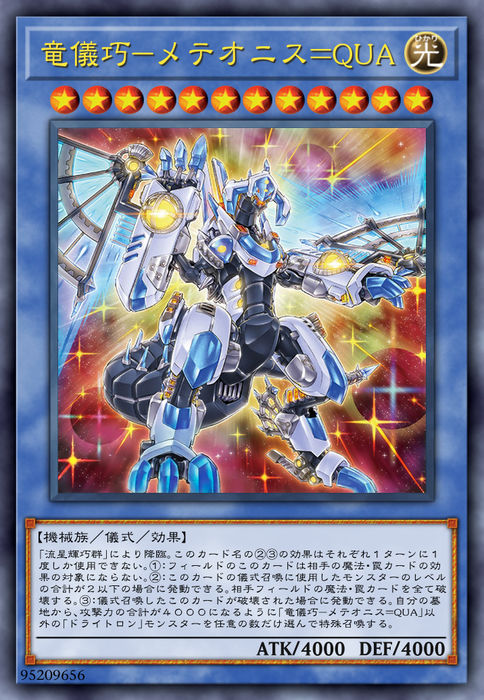 竜儀巧－メテオニス＝QUA
ひかり
光
【機械族／儀式／効果】
「流星輝巧群」により降臨。このカード名の②③の効果はそれぞれ１ターンに１
度しか使用できない。①：フィールドのこのカードは相手の魔法・罠カードの効
果の対象にならない。②：このカードの儀式召喚に使用したモンスターのレベル
の合計が２以下の場合に発動できる。相手フィールドの魔法・罠カードを全て破
壊する。③：儀式召喚したこのカードが破壊された場合に発動できる。自分の墓
地から、攻撃力の合計が４０００になるように「竜儀巧－メテオニス＝QUA」以
外の「ドライトロン」モンスターを任意の数だけ選んで特殊召喚する。
ATK/4000 DEF/4000
95209656